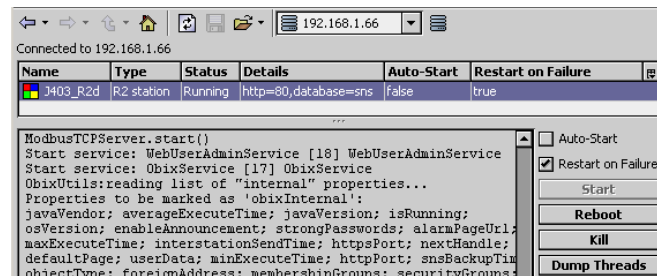 192.168.1.66
Connected to 192.168.1.66
Name Type Status Details Auto-Start Restart on Failure
J403_R2d R2 station Running http=80,database=sns false true
ModbusTCPServer.start()
Start service: WebUserAdminService [18] WebUserAdminService
Start service: ObixService [17] ObixService
ObixUtils:reading list of "internal" properties...
Properties to be marked as 'obixInternal':
javaVendor; averageExecuteTime; javaVersion; isRunning;
osVersion; enableAnnouncement; strongPasswords; alarmPageUrl;
maxExecuteTime; interstationSendTime; httpsPort; nextHandle;
defaultPage; userData; minExecuteTime; httpPort; snsBackupTim
objectType; foreignAddress; membershipGroups; securityGroups;
Auto-Start
Restart on Failure
Start
Reboot
Kill
Dump Threads